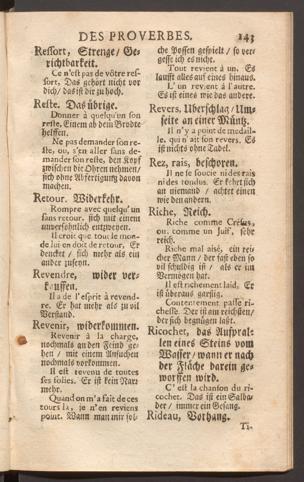 DES PROVERBES. 143
Ressort, Strenge/ Ge-
richtbarkeit.
Ce n'est pas de vôtre res-
sort. Das gehört nicht vor
dich/ das ist dir zu hoch.
Reste. Das übrige.
Donner à quelqu'un son
reste. Einem ab dem Brodte
helffen.
Ne pas demander son re-
ste, ou, s'en aller sans de-
mander son reste, den Kopf
zwischen die Ohren nehmen/
sich ohne Abfertigung davon
machen.
Retour. Widerkehr.
Rompre avec quelqu'un
sans retour. sich mit einem
unversöhnlich entzweyen.
Il croit que tout le mon-
de lui en doit de retour. Er
dencket / sich mehr als ein
ander zuseyn.
Revendre, wider ver-
kauffen.
Il a de l'esprit à revend-
re. Er hat mehr als zu vil
Verstand.
Revenir, widerkommen.
Revenir à la charge,
nochmals an den Feind ge-
hen / mit einem Ansuchen
nochmals vorkommen.
Il est revenu de toutes
ses folies. Er ist kein Narr
mehr.
Quand on m'a fait de ces
tours la, je n'en reviens
point. Wann man mir sol-
che Possen gespielt / so ver-
gesse ich es nicht.
Tout revient à un. Es
laufft alles auf eines hinaus.
L'un revient à l'autre.
Es ist eines wie das andere.
Revers, Uberschlag/ Um-
seite an einer Müntz.
Il n'y a point de medail-
le, qui n'ait son revers. Es
ist nichts ohne Tadel.
Rez, rais, beschoren.
Il ne se soucie ni des rais
ni des tondus. Er kehrt sich
an niemand / achtet einen
wie den andern.
Riche, Reich.
Riche comme Crésus,
ou, comme un Juif, sehr
reich.
Riche mal aisé, ein rei-
cher Mann / der fast eben so
vil schuldig ist / als er im
Vermögen hat.
Il est richement laid. Er
ist überaus garstig.
Contentement passe ri-
chesse. Der ist am reichsten/
der sich begnügen lasst.
Ricochet, das Aufpral-
len eines Steins vom
Wasser/ wann er nach
der Fläche darein ge-
worffen wird.
C'est la chanson du ri-
cochet. Das ist ein Salba-
der / immer ein Gesang.
Rideau, Vorhang.
Ti-